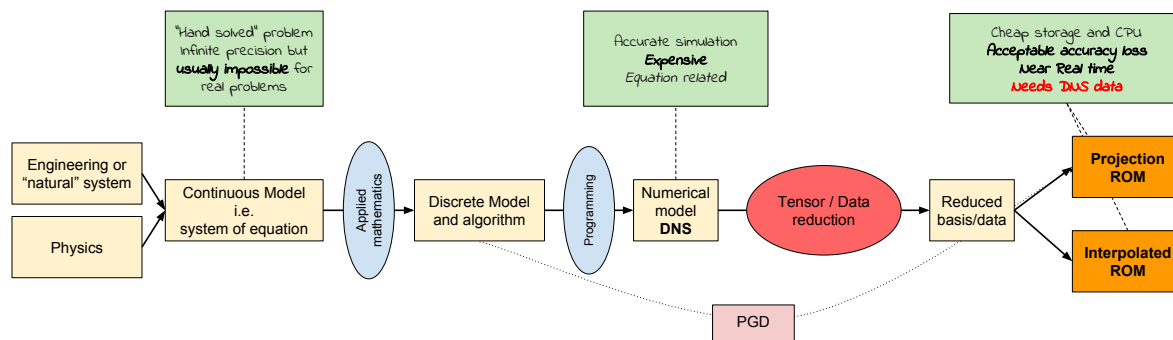 "Hand solved" problem
Infinite precision but
usually impossible for
real problems
Accurate simulation
Expensive
Equation related
Cheap storage and CPU
Acceptable accuracy loss
Near Real time
Needs DNS data
Engineering or
“natural” system
Physics
Continuous Model
i.e.
system of equation
Applied
mathematics
Discrete Model
and algorithm
Programming
Numerical
model
DNS
Tensor / Data
reduction
Reduced
basis/data
Projection
ROM
Interpolated
ROM
PGD